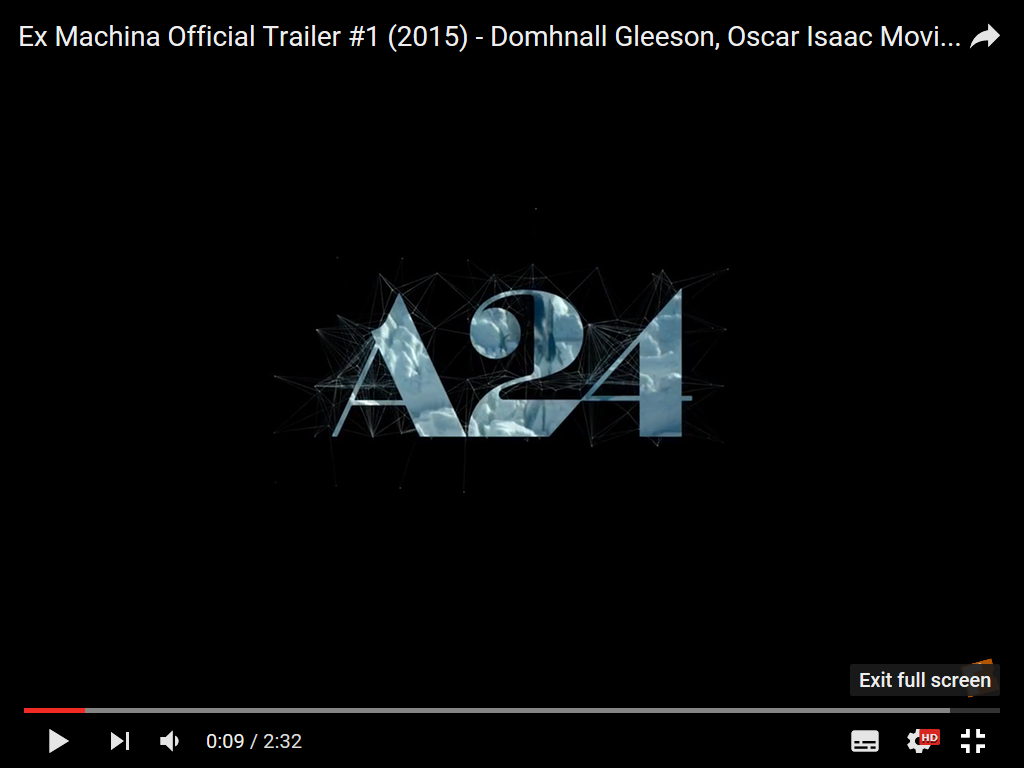 Ex Machina Official Trailer #1 (2015) - Domhnall Gleeson, Oscar Isaac Movi...
A24
Exit full screen
0:09 / 2:32
HD